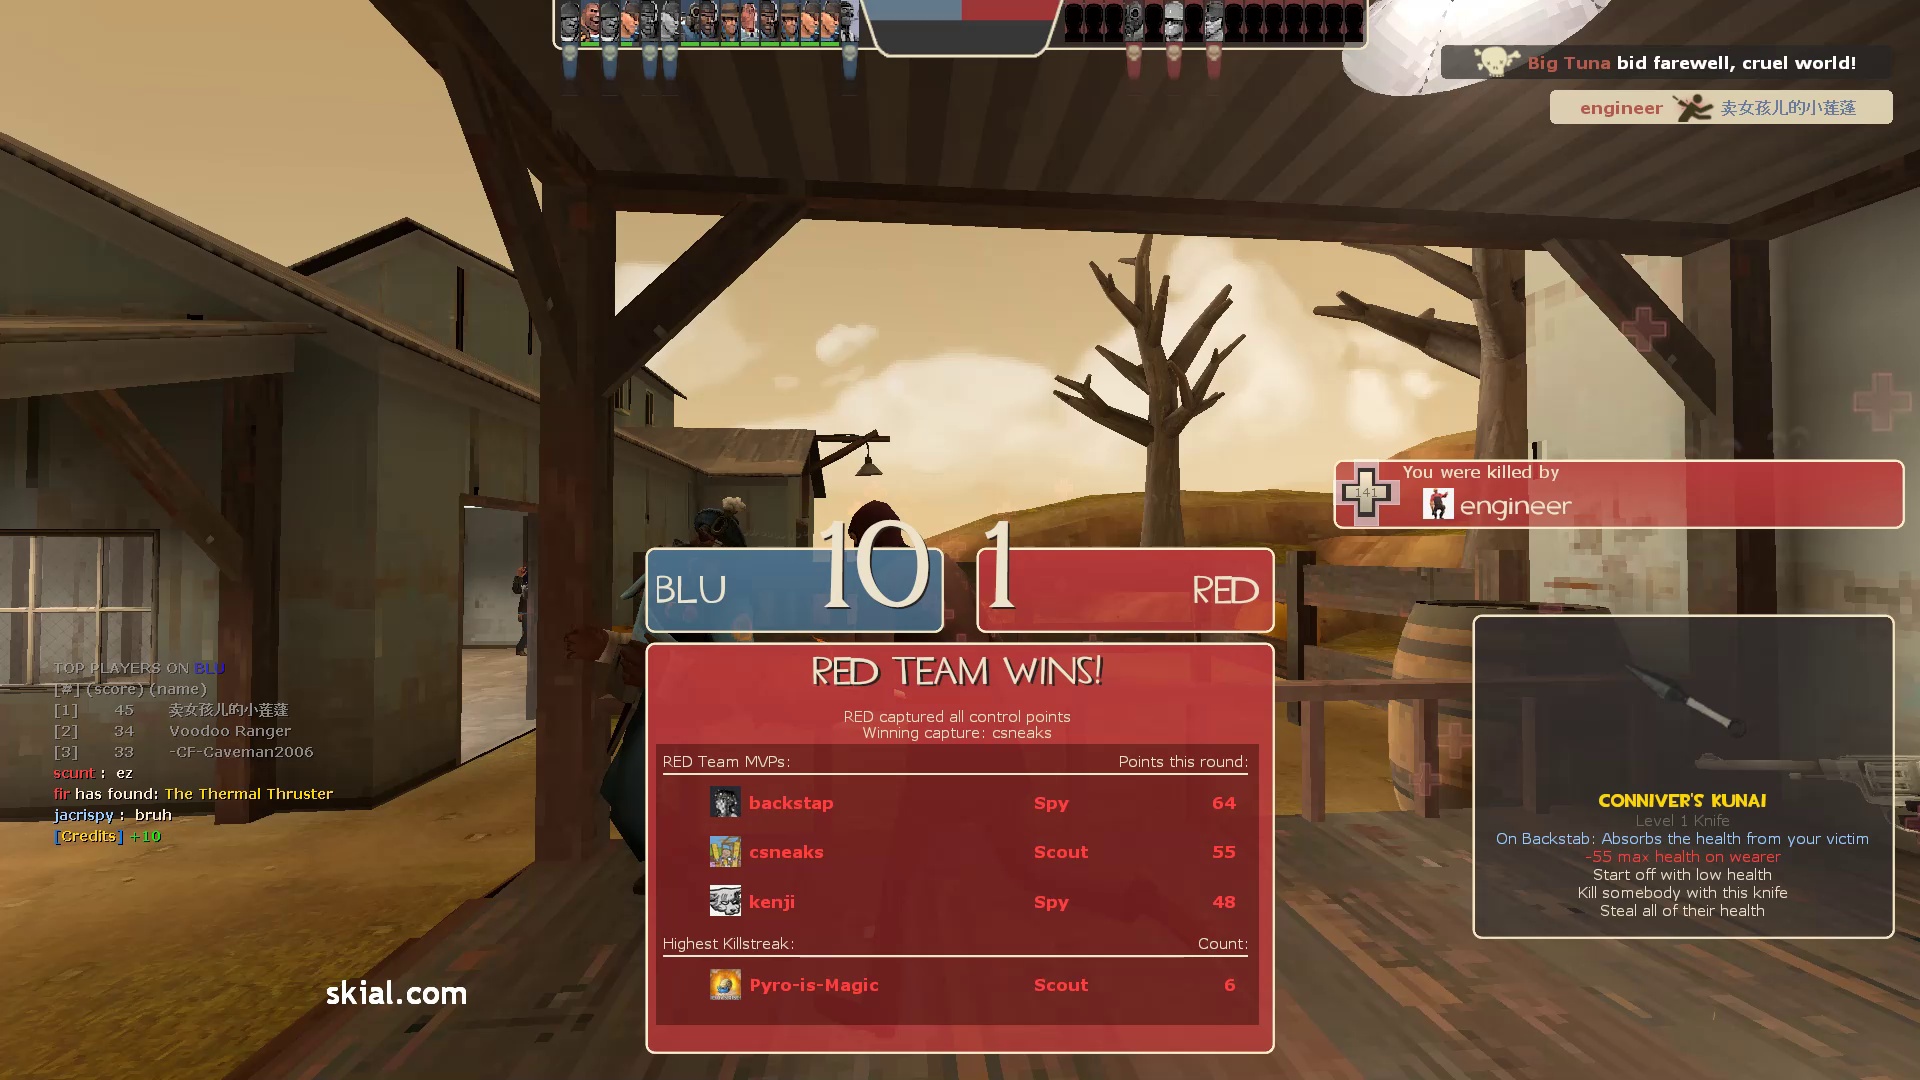 Big Tuna bid farewell, cruel world!
engineer 卖女孩儿的小莲蓬
You were killed by
141
engineer
BLU 10 1 RED
RED TEAM WINS!
RED captured all control points
Winning capture: csneaks
RED Team MVPs: Points this round:
backstap Spy 64
csneaks Scout 55
kenji Spy 48
Highest Killstreak: Count:
Pyro-is-Magic Scout 6
TOP PLAYERS ON BLU
[#] (score) (name)
[1] 45 卖女孩儿的小莲蓬
[2] 34 Voodoo Ranger
[3] 33 -CF-Caveman2006
scunt : ez
fir has found: The Thermal Thruster
jacrispy : bruh
[Credits] +10
CONNIVER'S KUNAI
Level 1 Knife
On Backstab: Absorbs the health from your victim
-55 max health on wearer
Start off with low health
Kill somebody with this knife
Steal all of their health
skial.com